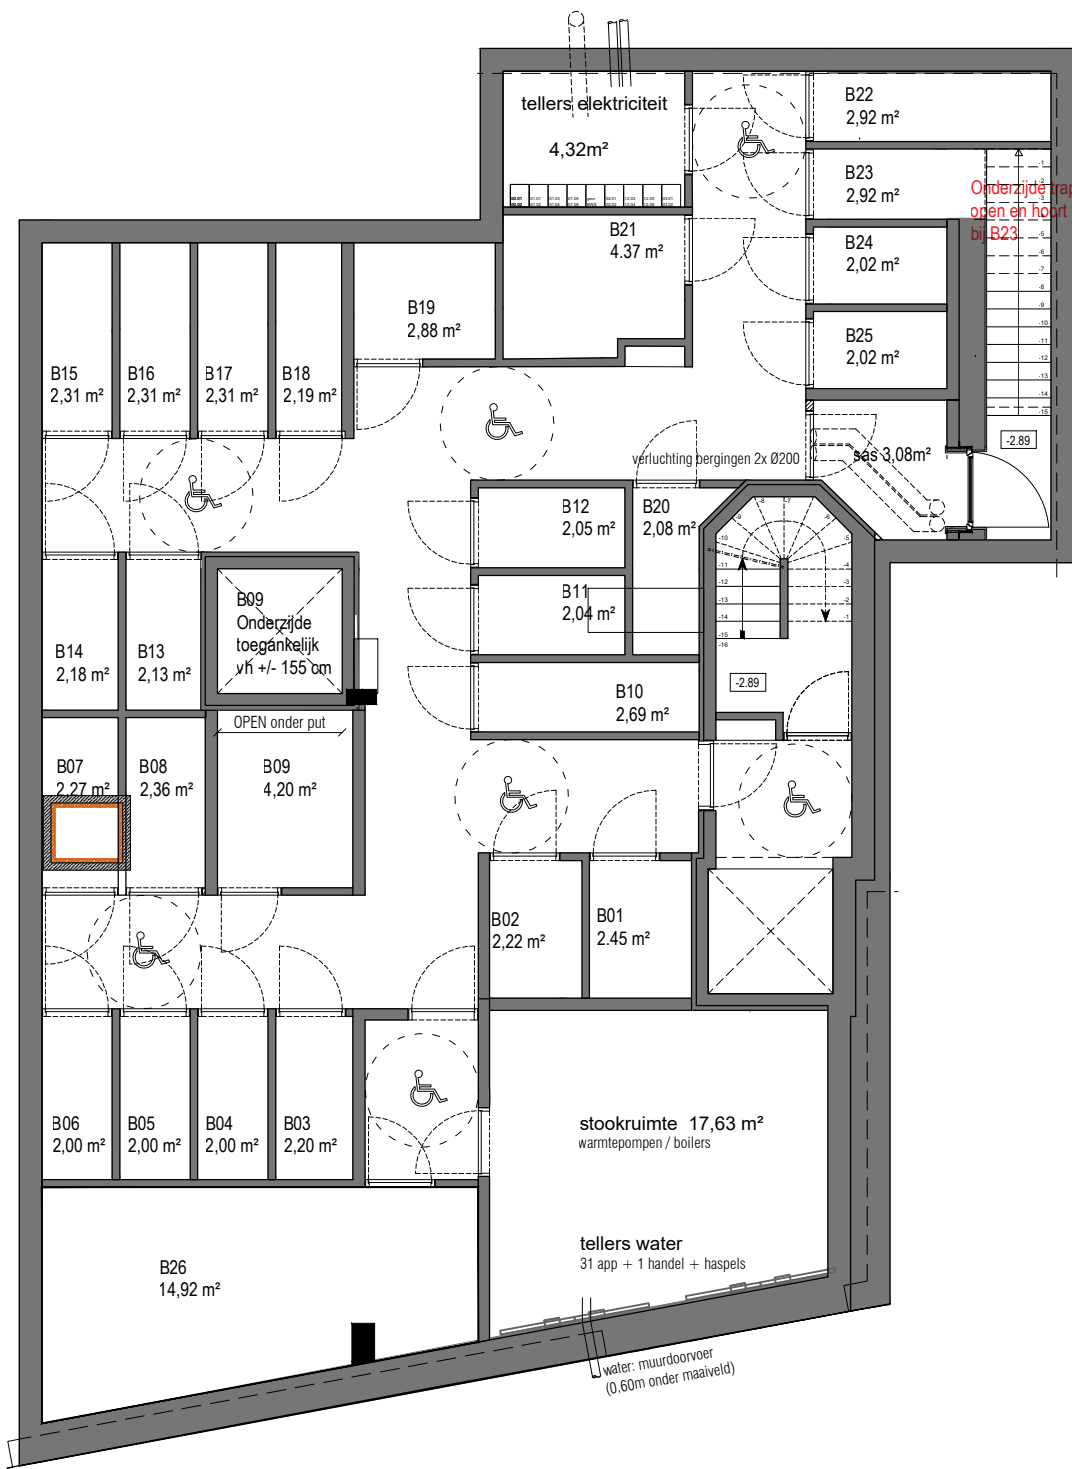 tellers elektriciteit
4,32m²
B22
2,92 m²
B23
2,92 m²
Onderzijde trap
open en hoort
bij B23
B21
4.37 m²
B24
2,02 m²
B19
2,88 m²
B25
2,02 m²
B15
2,31 m²
B16
2,31 m²
B17
2,31 m²
B18
2,19 m²
-2.89
verluchting bergingen 2x Ø200
sas 3,08m²
B12
2,05 m²
B20
2,08 m²
B11
2,04 m²
B09
Onderzijde
toegankelijk
vh +/- 155 cm
B14
2,18 m²
B13
2,13 m²
B10
2,69 m²
-2.89
OPEN onder put
B07
2,27 m²
B08
2,36 m²
B09
4,20 m²
B02
2,22 m²
B01
2.45 m²
B06
2,00 m²
B05
2,00 m²
B04
2,00 m²
B03
2,20 m²
stookruimte 17,63 m²
warmtepompen / boilers
tellers water
31 app + 1 handel + haspels
B26
14,92 m²
water: muurdoorvoer
(0,60m onder maaiveld)